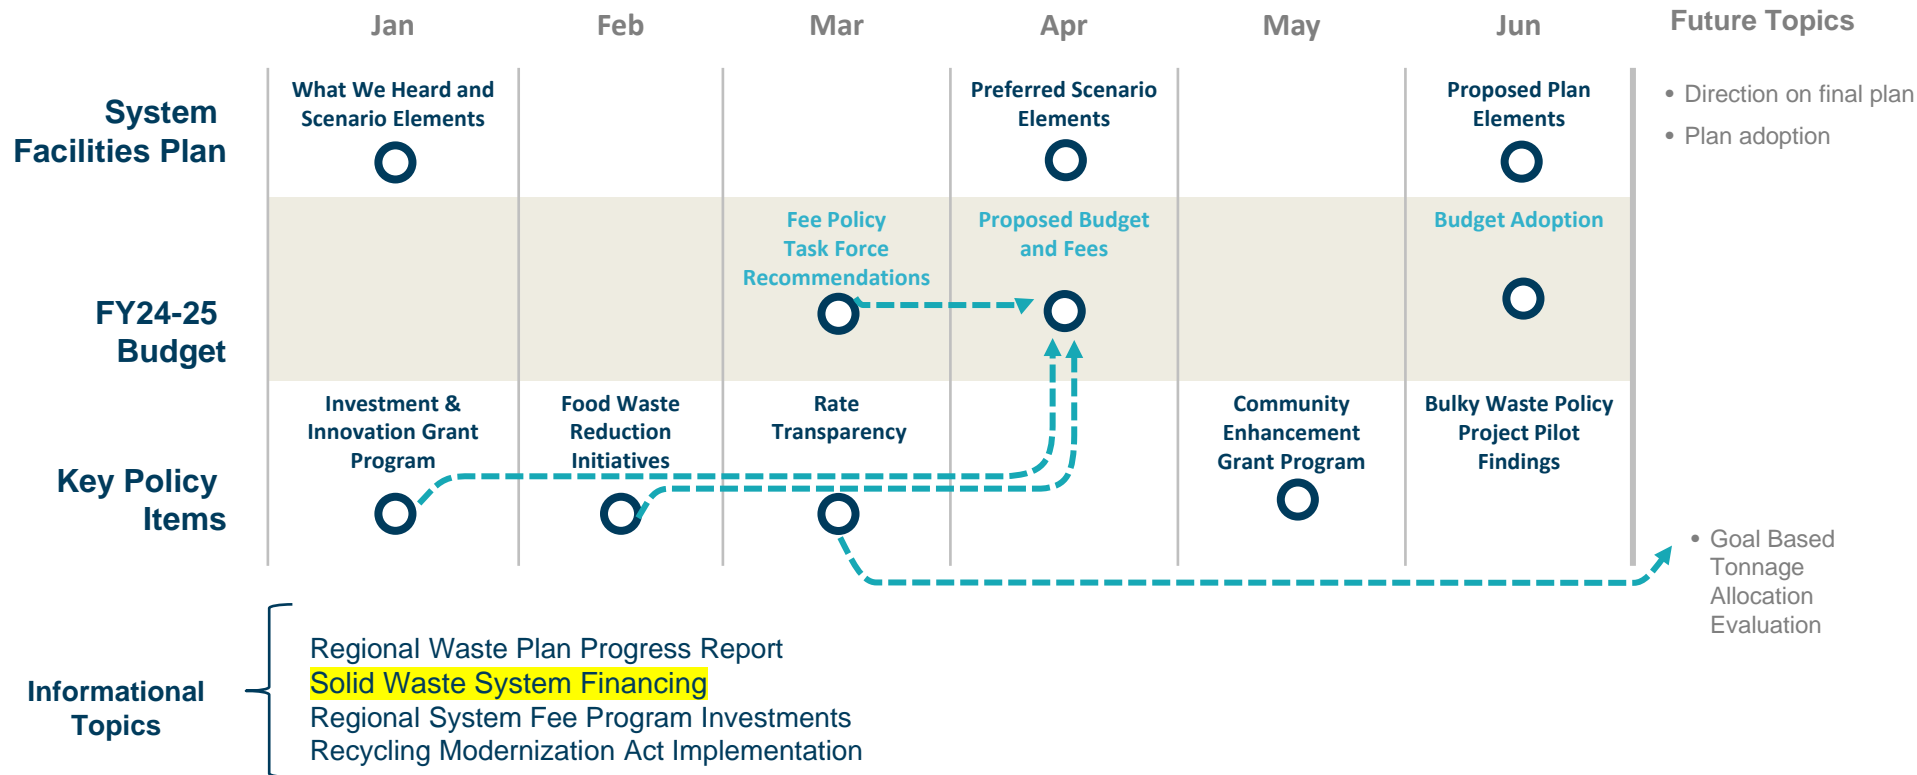 Jan
Feb
Mar
Apr
May
Jun
Future Topics
System
Facilities Plan
What We Heard and
Scenario Elements
Preferred Scenario
Elements
Proposed Plan
Elements
• Direction on final plan
• Plan adoption
FY24-25
Budget
Fee Policy
Task Force
Recommendations
Proposed Budget
and Fees
Budget Adoption
Key Policy
Items
Investment &
Innovation Grant
Program
Food Waste
Reduction
Initiatives
Rate
Transparency
Community
Enhancement
Grant Program
Bulky Waste Policy
Project Pilot
Findings
• Goal Based
Tonnage
Allocation
Evaluation
Informational
Topics
Regional Waste Plan Progress Report
Solid Waste System Financing
Regional System Fee Program Investments
Recycling Modernization Act Implementation